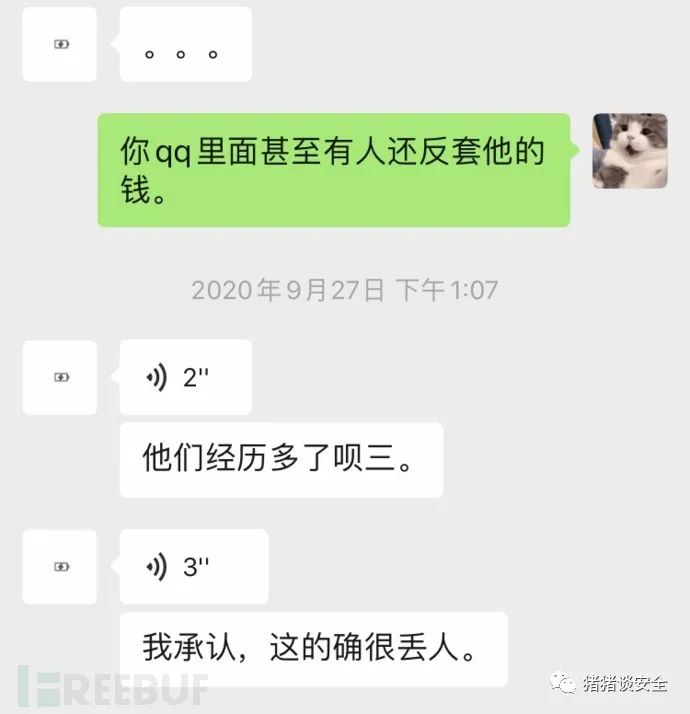 。。。
你qq里面甚至有人还反套他的
钱。
2020年9月27日 下午1:07
2''
他们经历多了呗三。
3''
我承认，这的确很丢人。
FREEBUF
猪猪谈安全